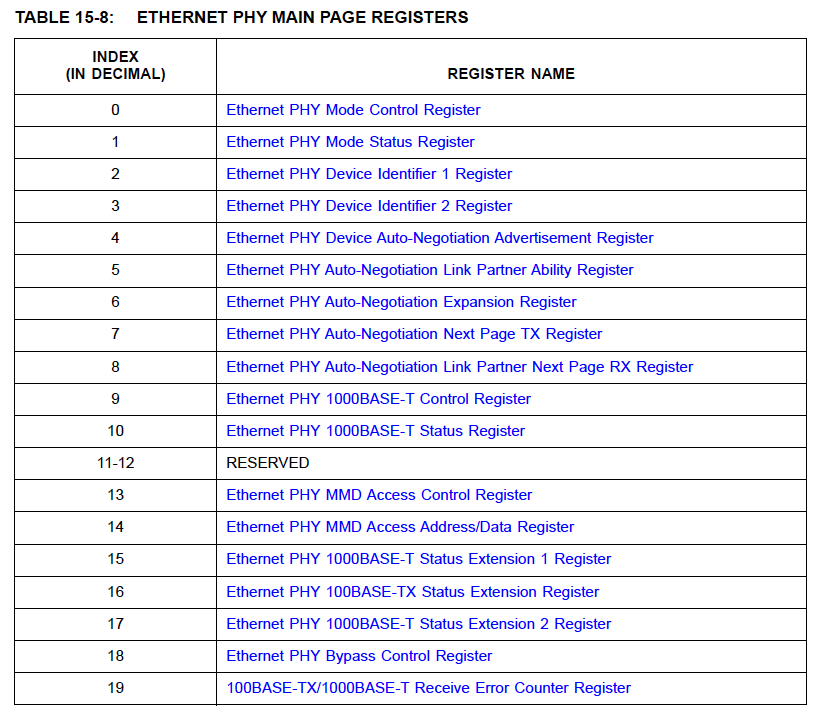 TABLE 15-8: ETHERNET PHY MAIN PAGE REGISTERS
INDEX
(IN DECIMAL) REGISTER NAME
0 Ethernet PHY Mode Control Register
1 Ethernet PHY Mode Status Register
2 Ethernet PHY Device Identifier 1 Register
3 Ethernet PHY Device Identifier 2 Register
4 Ethernet PHY Device Auto-Negotiation Advertisement Register
5 Ethernet PHY Auto-Negotiation Link Partner Ability Register
6 Ethernet PHY Auto-Negotiation Expansion Register
7 Ethernet PHY Auto-Negotiation Next Page TX Register
8 Ethernet PHY Auto-Negotiation Link Partner Next Page RX Register
9 Ethernet PHY 1000BASE-T Control Register
10 Ethernet PHY 1000BASE-T Status Register
11-12 RESERVED
13 Ethernet PHY MMD Access Control Register
14 Ethernet PHY MMD Access Address/Data Register
15 Ethernet PHY 1000BASE-T Status Extension 1 Register
16 Ethernet PHY 100BASE-TX Status Extension Register
17 Ethernet PHY 1000BASE-T Status Extension 2 Register
18 Ethernet PHY Bypass Control Register
19 100BASE-TX/1000BASE-T Receive Error Counter Register